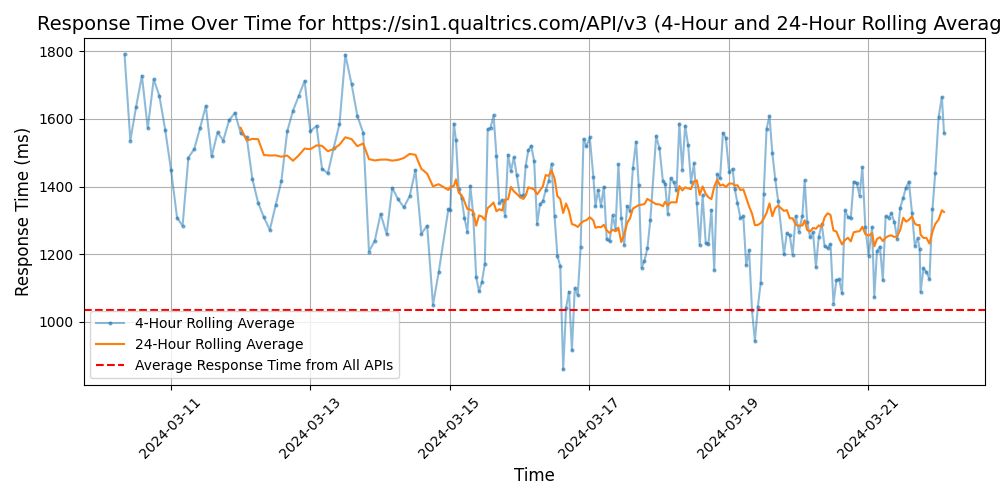 Response Time Over Time for https://sin1.qualtrics.com/API/v3 (4-Hour and 24-Hour Rolling Averag
Response Time (ms)
1800
1600
1400
1200
1000
4-Hour Rolling Average
24-Hour Rolling Average
Average Response Time from All APIs
2024-03-11
2024-03-13
2024-03-15
2024-03-17
2024-03-19
2024-03-21
Time